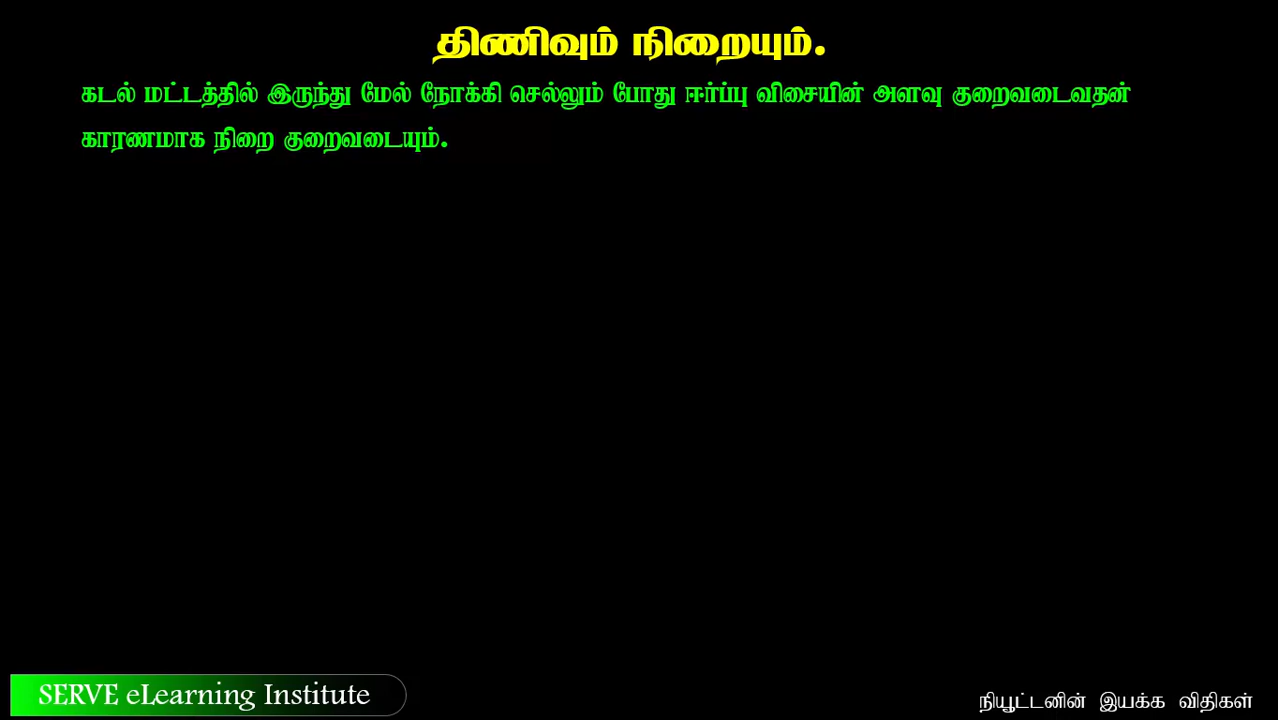 திணிவும் நிறையும்.
கடல் மட்டத்தில் இருந்து மேல் நோக்கி செல்லும் போது ஈர்ப்பு விசையின் அளவு குறைவடைவதன்
காரணமாக நிறை குறைவடையும்.
SERVE eLearning Institute
நியூட்டனின் இயக்க விதிகள்